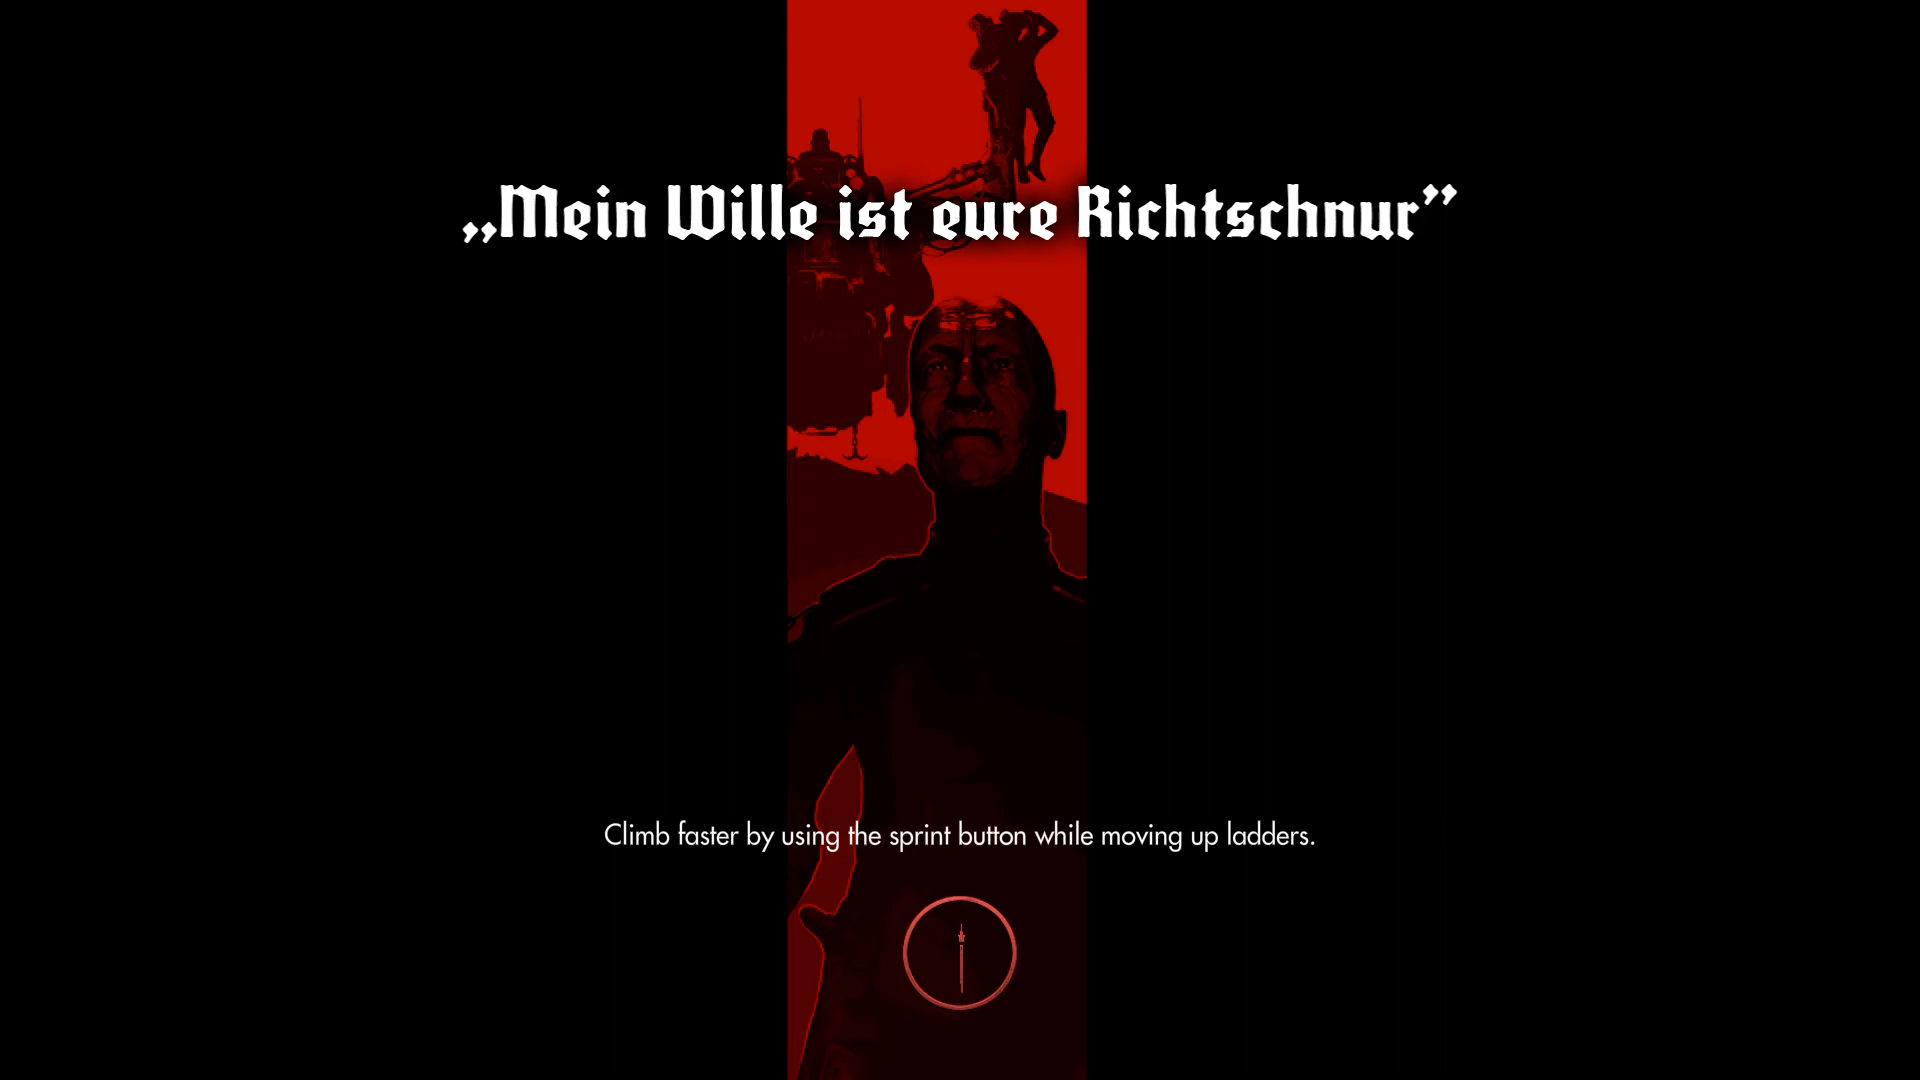 „Mein Wille ist eure Richtschnur”
Climb faster by using the sprint button while moving up ladders.